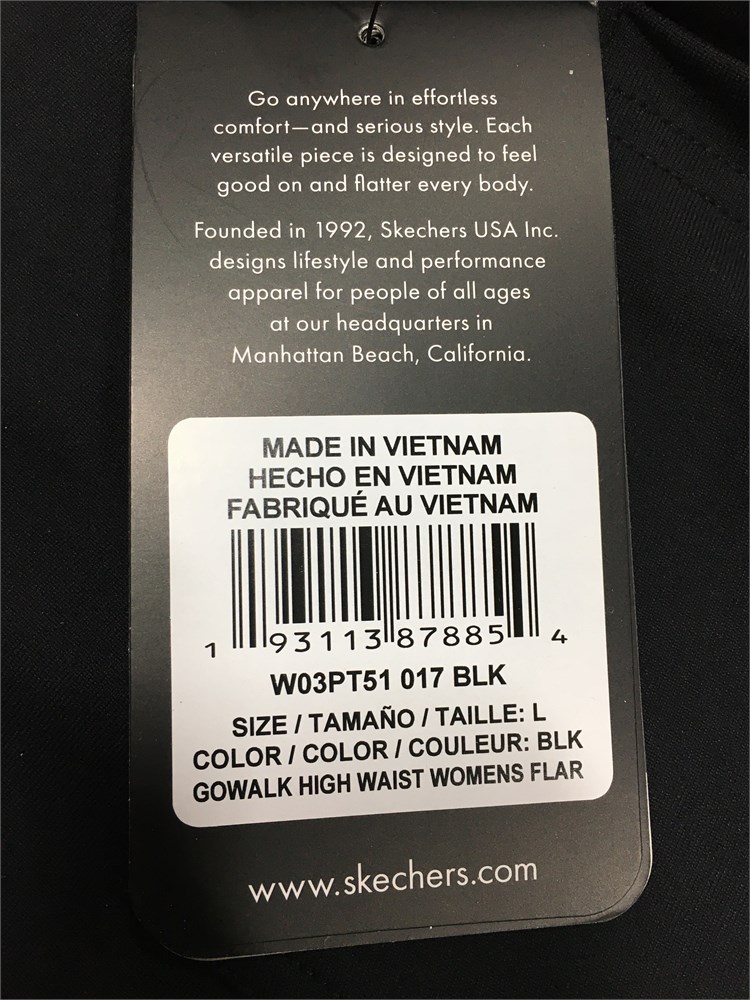 Go anywhere in effortless
comfort—and serious style. Each
versatile piece is designed to feel
good on and flatter every body.
Founded in 1992, Skechers USA Inc.
designs lifestyle and performance
apparel for people of all ages
at our headquarters in
Manhattan Beach, California.
MADE IN VIETNAM
HECHO EN VIETNAM
FABRIQUÉ AU VIETNAM
1 93113 87885 4
W03PT51 017 BLK
SIZE / TAMAÑO / TAILLE: L
COLOR / COLOR / COULEUR: BLK
GOWALK HIGH WAIST WOMENS FLAR
www.skechers.com